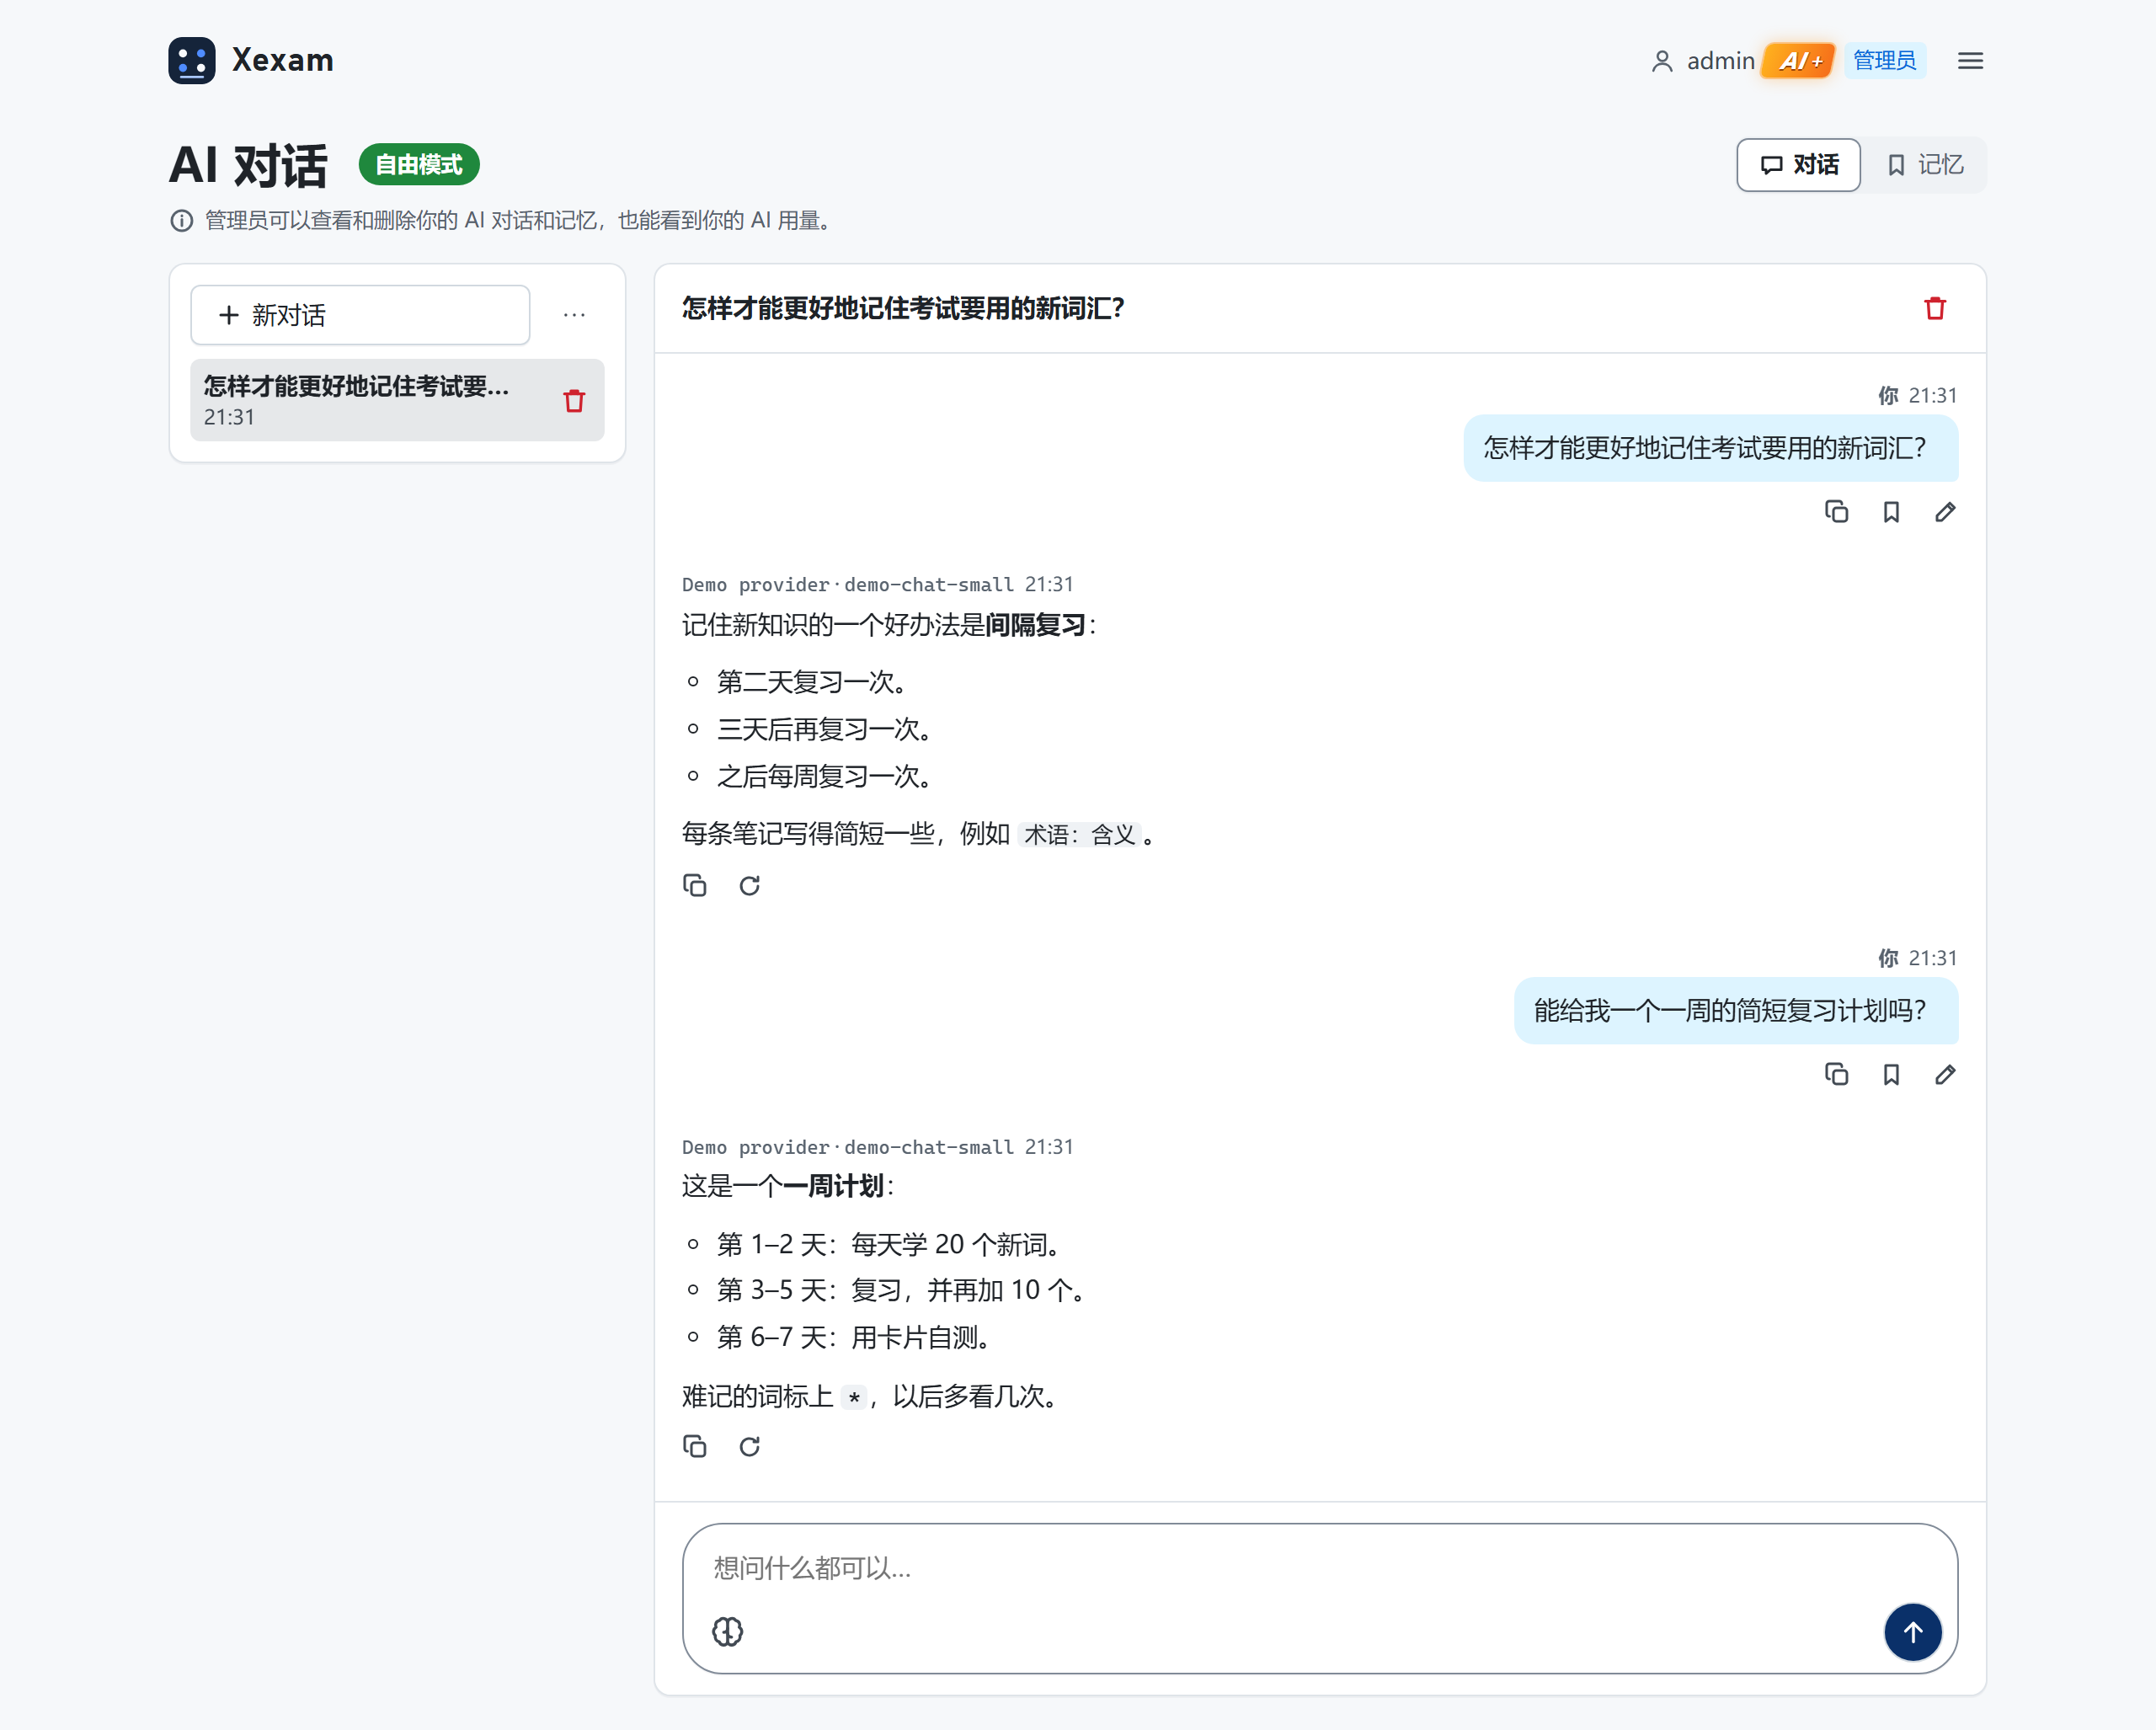 Xexam
admin AI+ 管理员
AI 对话 自由模式
对话 记忆
管理员可以查看和删除你的 AI 对话和记忆，也能看到你的 AI 用量。
新对话 ...
怎样才能更好地记住考试要...
21:31
怎样才能更好地记住考试要用的新词汇？
你 21:31
怎样才能更好地记住考试要用的新词汇？
Demo provider·demo-chat-small 21:31
记住新知识的一个好办法是间隔复习：
第二天复习一次。
三天后再复习一次。
之后每周复习一次。
每条笔记写得简短一些，例如 术语：含义 。
你 21:31
能给我一个一周的简短复习计划吗？
Demo provider·demo-chat-small 21:31
这是一个一周计划：
第 1–2 天：每天学 20 个新词。
第 3–5 天：复习，并再加 10 个。
第 6–7 天：用卡片自测。
难记的词标上 * ，以后多看几次。
想问什么都可以...